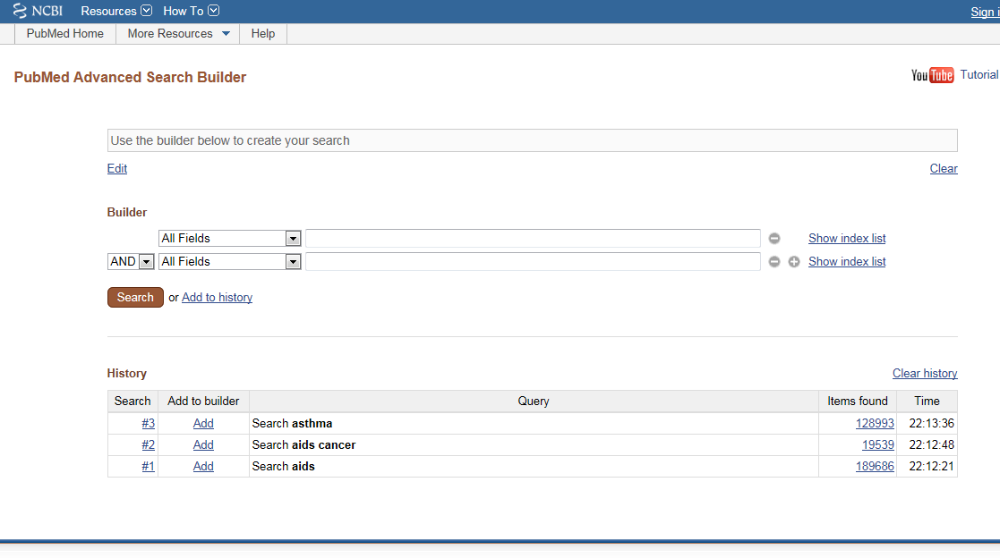 NCBI Resources How To Sign i
PubMed Home More Resources Help
PubMed Advanced Search Builder
YouTube Tutorial
Use the builder below to create your search
Edit Clear
Builder
All Fields Show index list
AND All Fields Show index list
Search or Add to history
History Clear history
Search Add to builder Query Items found Time
#3 Add Search asthma 128993 22:13:36
#2 Add Search aids cancer 19539 22:12:48
#1 Add Search aids 189686 22:12:21